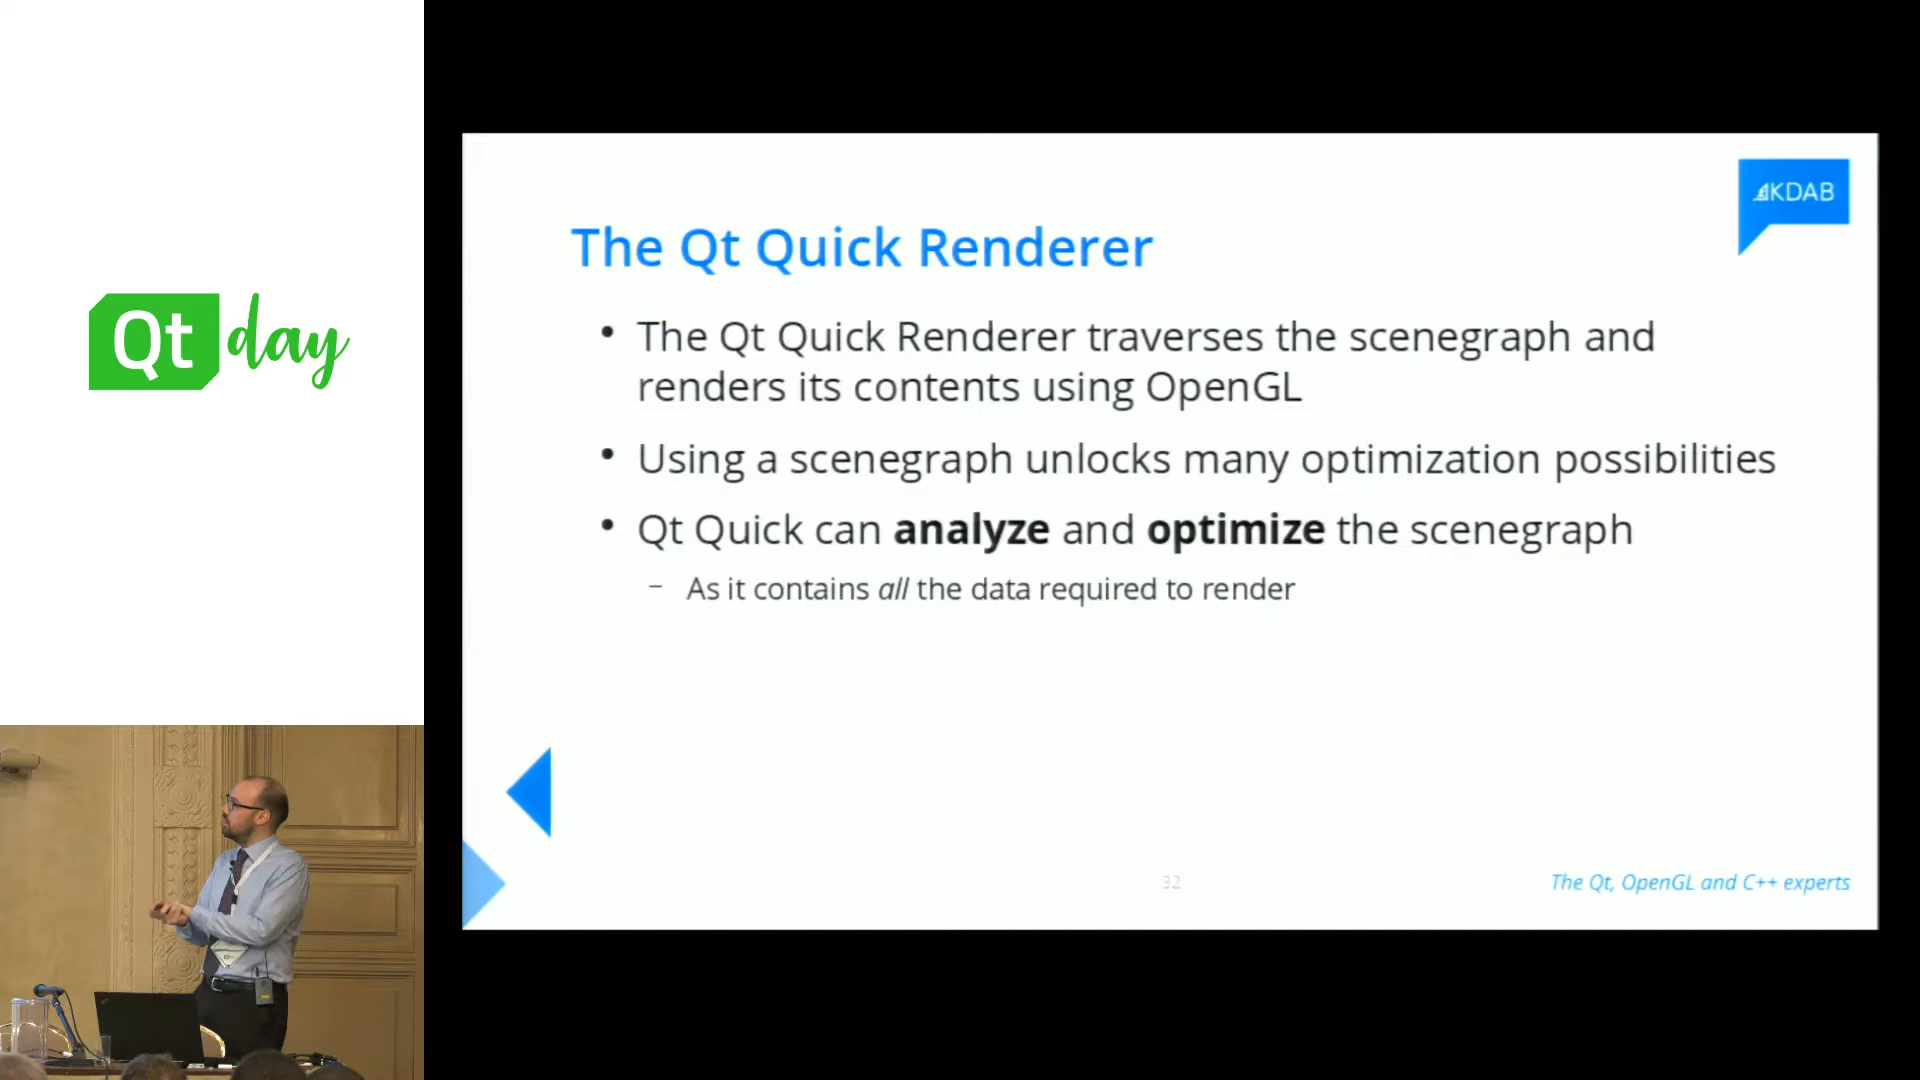 Qt day
KDAB
The Qt Quick Renderer
• The Qt Quick Renderer traverses the scenegraph and
renders its contents using OpenGL
• Using a scenegraph unlocks many optimization possibilities
• Qt Quick can analyze and optimize the scenegraph
– As it contains all the data required to render
32
The Qt, OpenGL and C++ experts